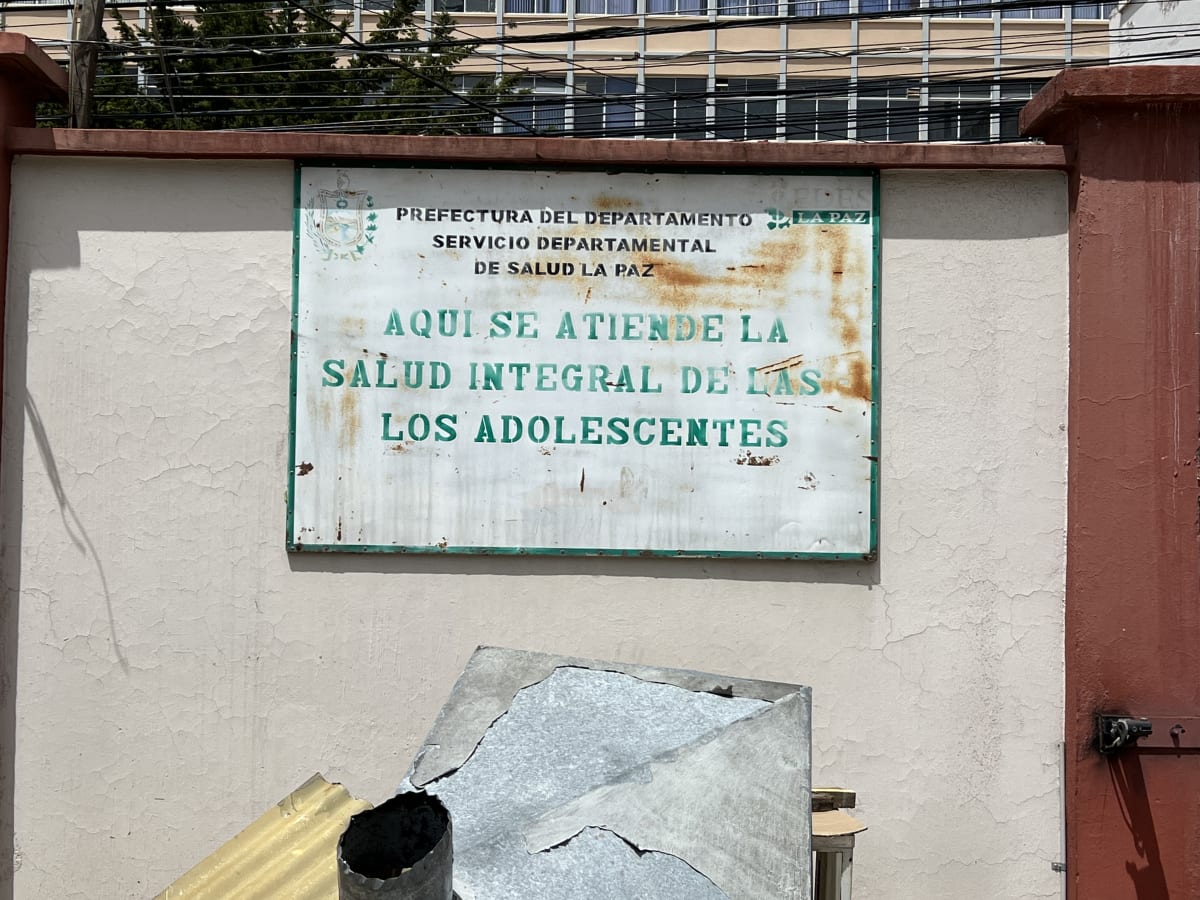 SEDES
LA PAZ
PREFECTURA DEL DEPARTAMENTO
SERVICIO DEPARTAMENTAL
DE SALUD LA PAZ
AQUI SE ATIENDE LA
SALUD INTEGRAL DE LAS
LOS ADOLESCENTES